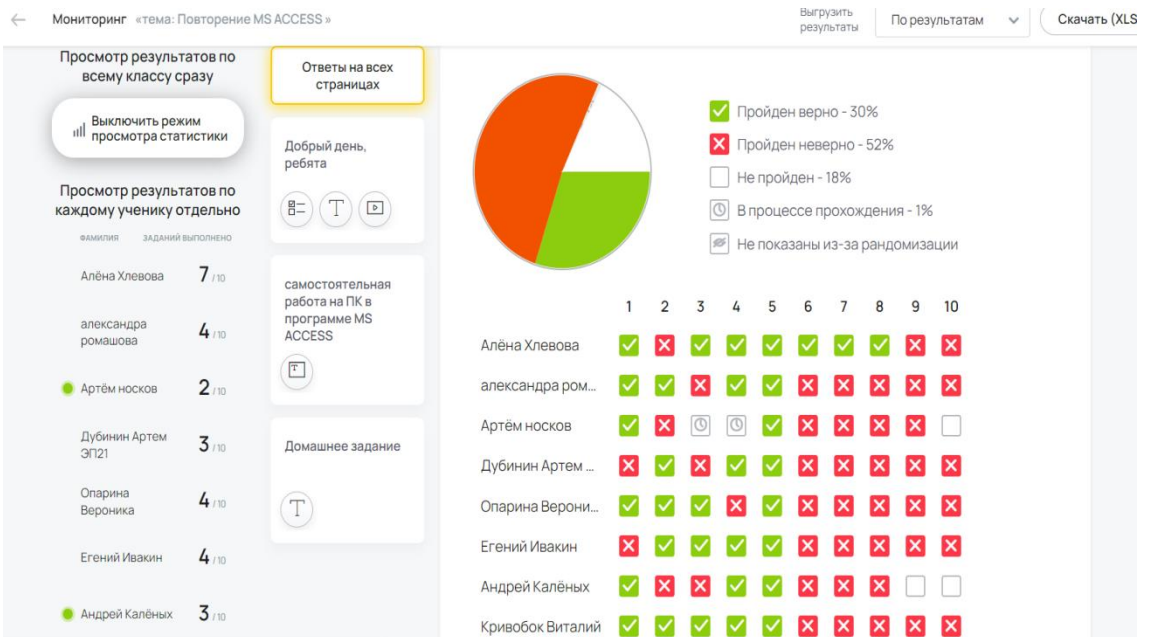 Мониторинг «тема: Повторение MS ACCESS »
Выгрузить
результаты
По результатам
Скачать (XLS
Просмотр результатов по
всему классу сразу
Выключить режим
просмотра статистики
Просмотр результатов по
каждому ученику отдельно
ФАМИЛИЯ ЗАДАНИЙ ВЫПОЛНЕНО
Алёна Хлевова 7 / 10
александра
ромашова 4 / 10
Артём носков 2 / 10
Дубинин Артем
ЭП21 3 / 10
Опарина
Вероника 4 / 10
Егений Ивакин 4 / 10
Андрей Калёных 3 / 10
Ответы на всех
страницах
Добрый день,
ребята
самостоятельная
работа на ПК в
программе MS
ACCESS
Домашнее задание
Пройден верно - 30%
Пройден неверно - 52%
Не пройден - 18%
В процессе прохождения - 1%
Не показаны из-за рандомизации
1 2 3 4 5 6 7 8 9 10
Алёна Хлевова
александра ром...
Артём носков
Дубинин Артем ...
Опарина Верони...
Егений Ивакин
Андрей Калёных
Кривобок Виталий